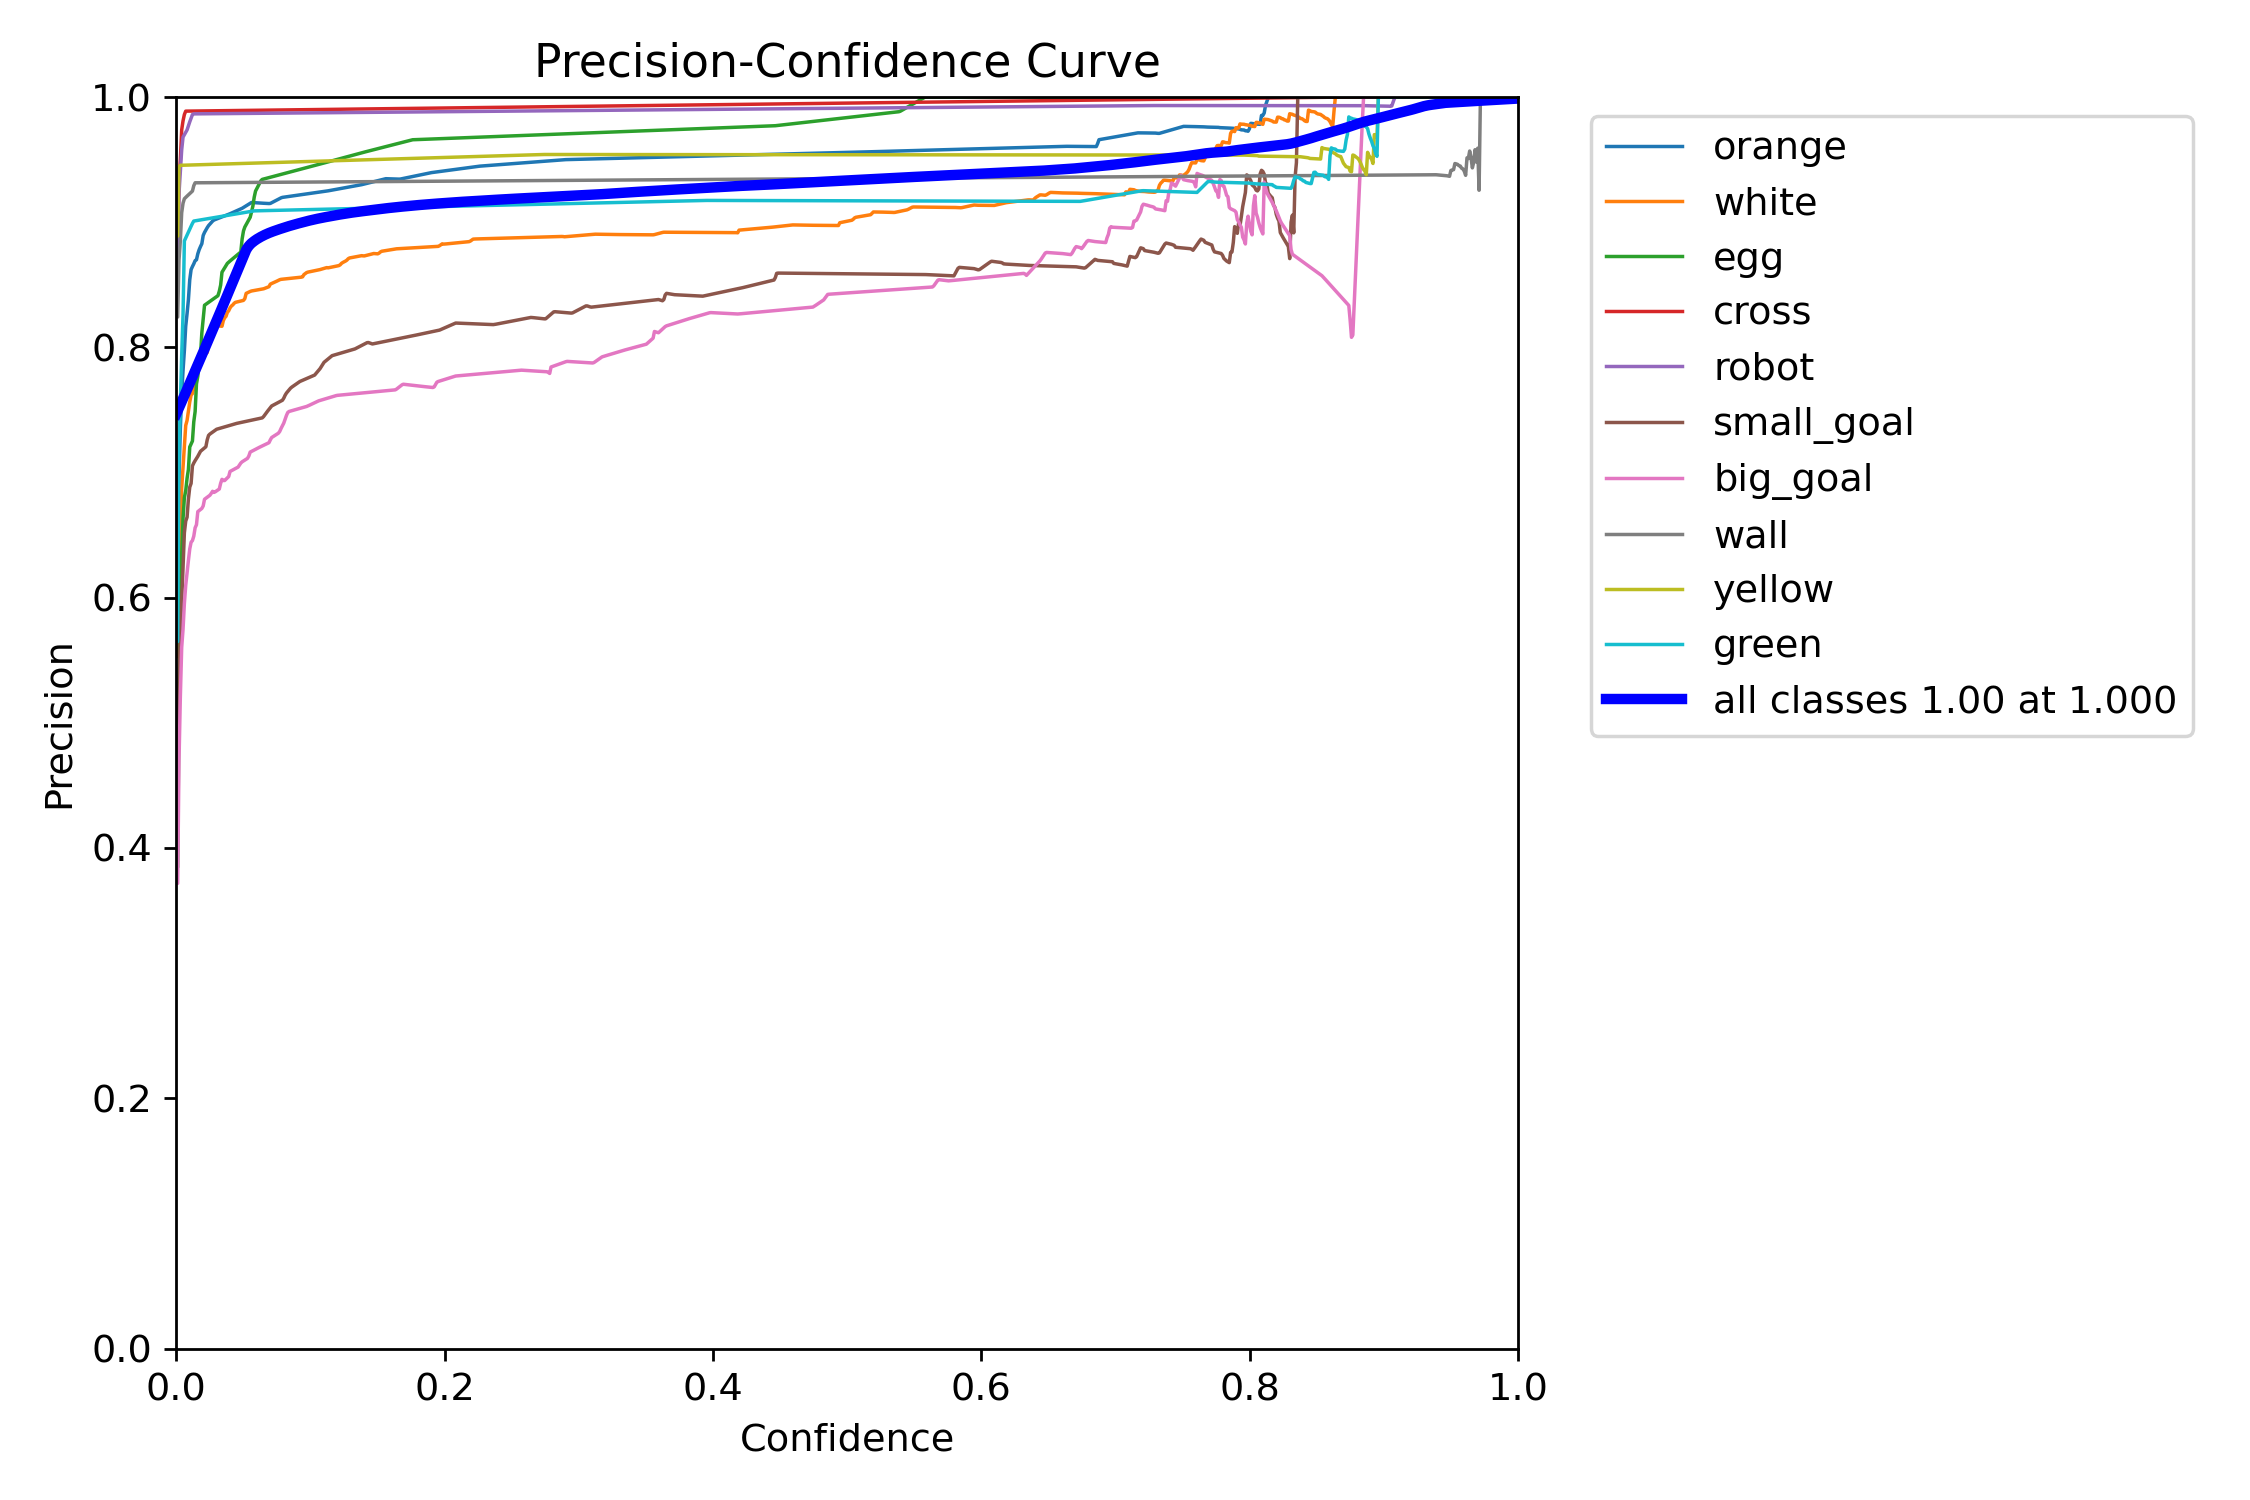 Precision-Confidence Curve
1.0
0.8
0.6
0.4
0.2
0.0
Precision
0.0 0.2 0.4 0.6 0.8 1.0
Confidence
orange
white
egg
cross
robot
small_goal
big_goal
wall
yellow
green
all classes 1.00 at 1.000